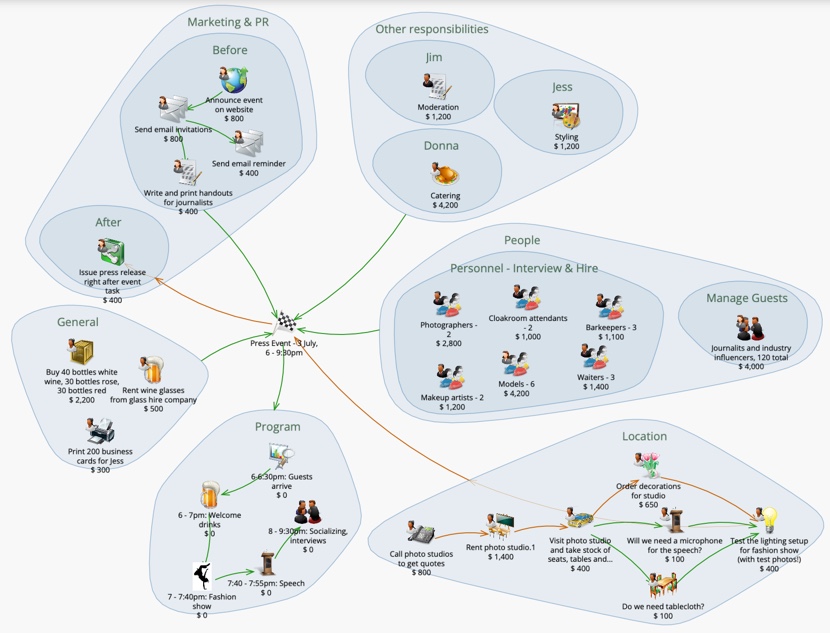 Marketing & PR
Before
Announce event
on website
$ 800
Send email invitations
$ 800
Send email reminder
$ 400
Write and print handouts
for journalists
$ 400
After
Issue press release
right after event
task
$ 400
Other responsibilities
Jim
Moderation
$ 1,200
Jess
Styling
$ 1,200
Donna
Catering
$ 4,200
People
Personnel - Interview & Hire
Photographers -
2
$ 2,800
Cloakroom attendants
- 2
$ 1,000
Barkeepers - 3
$ 1,100
Makeup artists - 2
$ 1,200
Models - 6
$ 4,200
Waiters - 3
$ 1,400
Manage Guests
Journalits and industry
influencers, 120 total
$ 4,000
Press Event - 3 July,
6 - 9:30pm
General
Buy 40 bottles white
wine, 30 bottles rose,
30 bottles red
$ 2,200
Rent wine glasses
from glass hire company
$ 500
Print 200 business
cards for Jess
$ 300
Program
6-6:30pm: Guests
arrive
$ 0
6 - 7pm: Welcome
drinks
$ 0
8 - 9:30pm: Socializing,
interviews
$ 0
7:40 - 7:55pm: Speech
$ 0
7 - 7:40pm: Fashion
show
$ 0
Location
Order decorations
for studio
$ 650
Call photo studios
to get quotes
$ 800
Rent photo studio.1
$ 1,400
Visit photo studio
and take stock of
seats, tables and...
$ 400
Will we need a microphone
for the speech?
$ 100
Test the lighting setup
for fashion show
(with test photos!)
$ 400
Do we need tablecloth?
$ 100